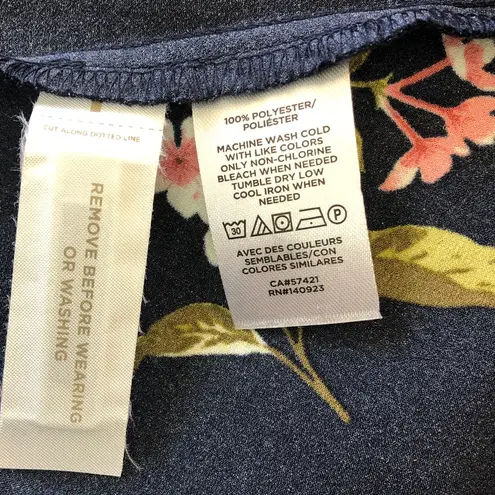 CUT ALONG DOTTED LINE
REMOVE BEFORE WEARING
OR WASHING
100% POLYESTER/
POLIÉSTER
MACHINE WASH COLD
WITH LIKE COLORS
ONLY NON-CHLORINE
BLEACH WHEN NEEDED
TUMBLE DRY LOW
COOL IRON WHEN
NEEDED
30 P
AVEC DES COULEURS
SEMBLABLES/CON
COLORES SIMILARES
CA#57421
RN#140923